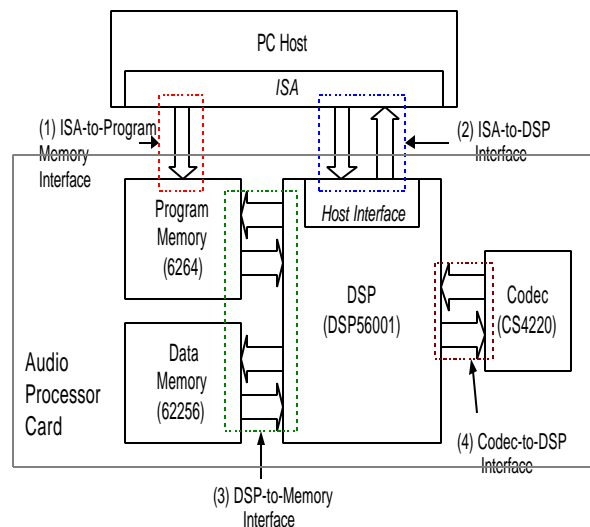 PC Host
ISA
(1) ISA-to-Program
Memory
Interface
(2) ISA-to-DSP
Interface
Program
Memory
(6264)
Host Interface
DSP
(DSP56001)
Codec
(CS4220)
Data
Memory
(62256)
Audio
Processor
Card
(4) Codec-to-DSP
Interface
(3) DSP-to-Memory
Interface